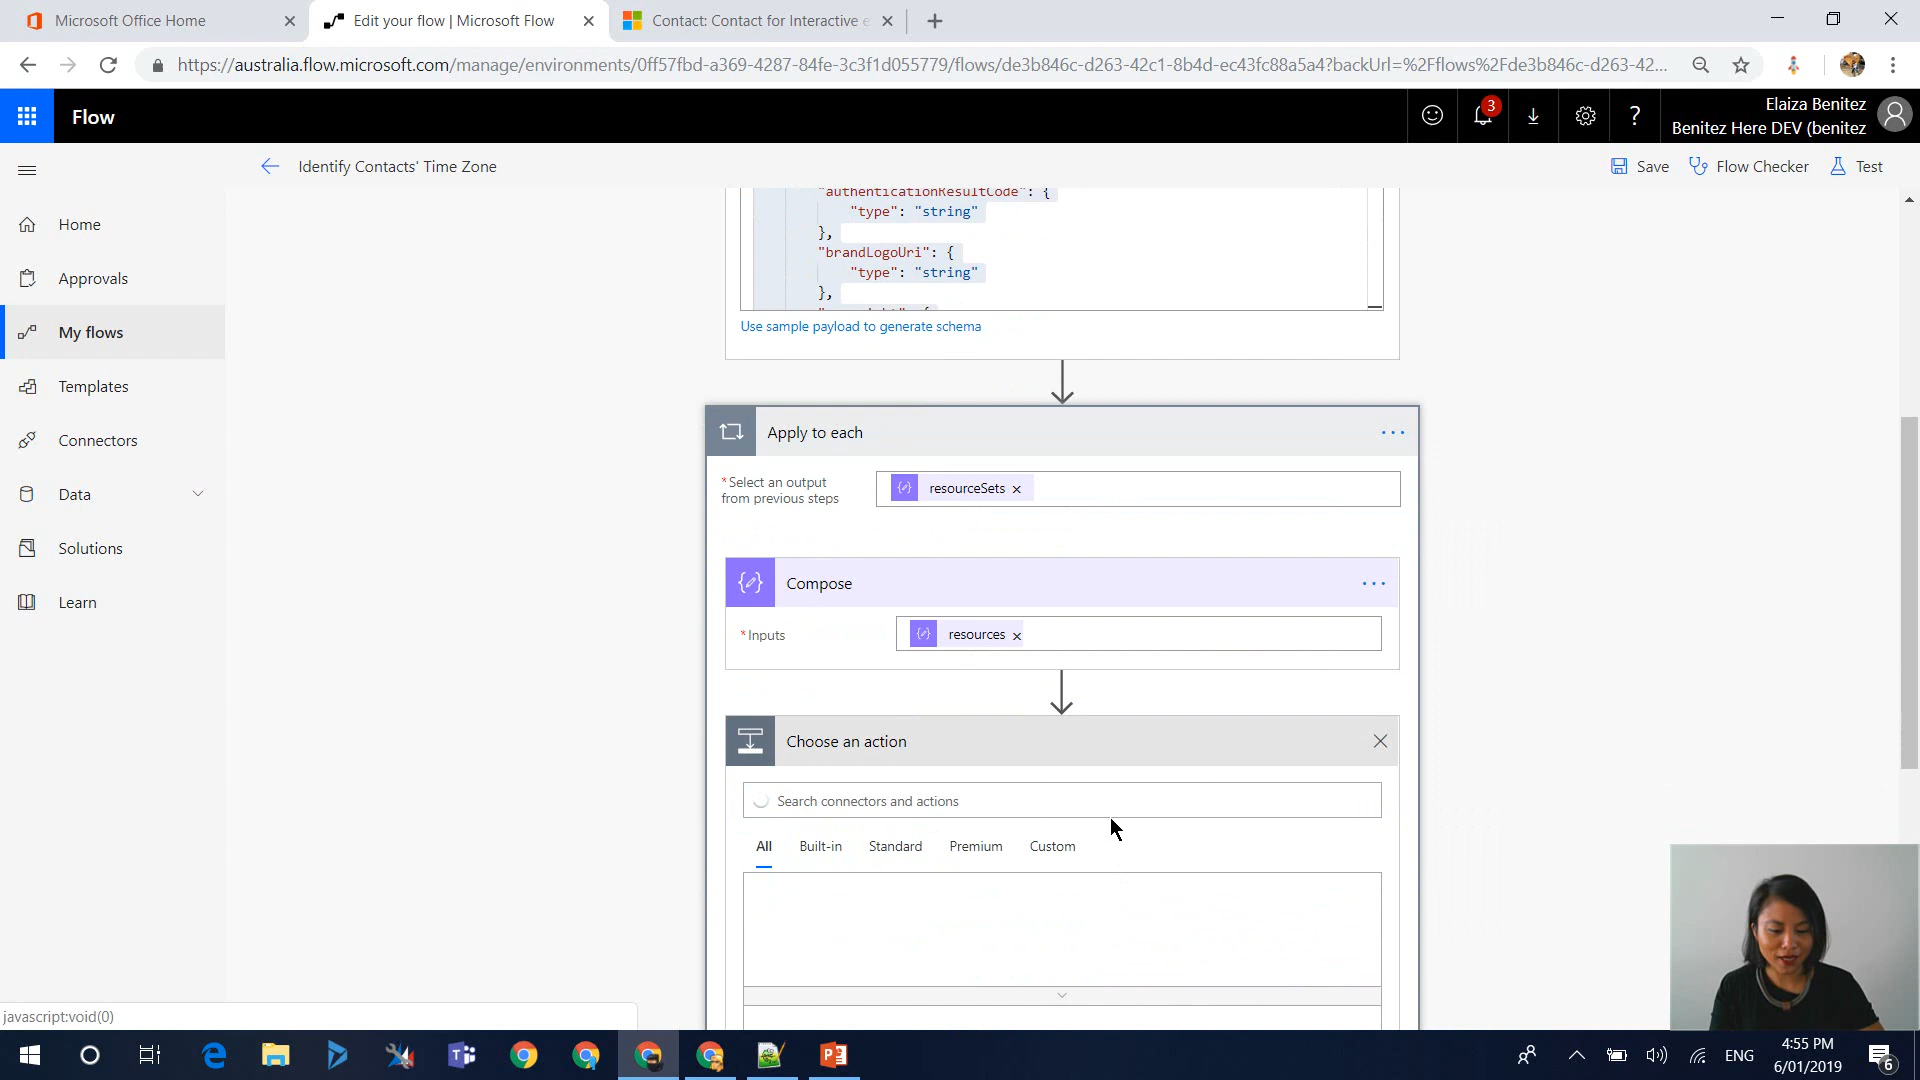 Microsoft Office Home
Edit your flow | Microsoft Flow
Contact: Contact for Interactive e
https://australia.flow.microsoft.com/manage/environments/0ff57fbd-a369-4287-84fe-3c3f1d055779/flows/de3b846c-d263-42c1-8b4d-ec43fc88a5a4?backUrl=%2Fflows%2Fde3b846c-d263-42...
Flow
3
?
Elaiza Benitez
Benitez Here DEV (benitez
Identify Contacts' Time Zone
Save
Flow Checker
Test
Home
Approvals
My flows
Templates
Connectors
Data
Solutions
Learn
"authenticationResultCode": {
"type": "string"
},
"brandLogoUri": {
"type": "string"
},
Use sample payload to generate schema
Apply to each
*Select an output
from previous steps
resourceSets
Compose
*Inputs
resources
Choose an action
Search connectors and actions
All
Built-in
Standard
Premium
Custom
javascript:void(0)
ENG
4:55 PM
6/01/2019
6